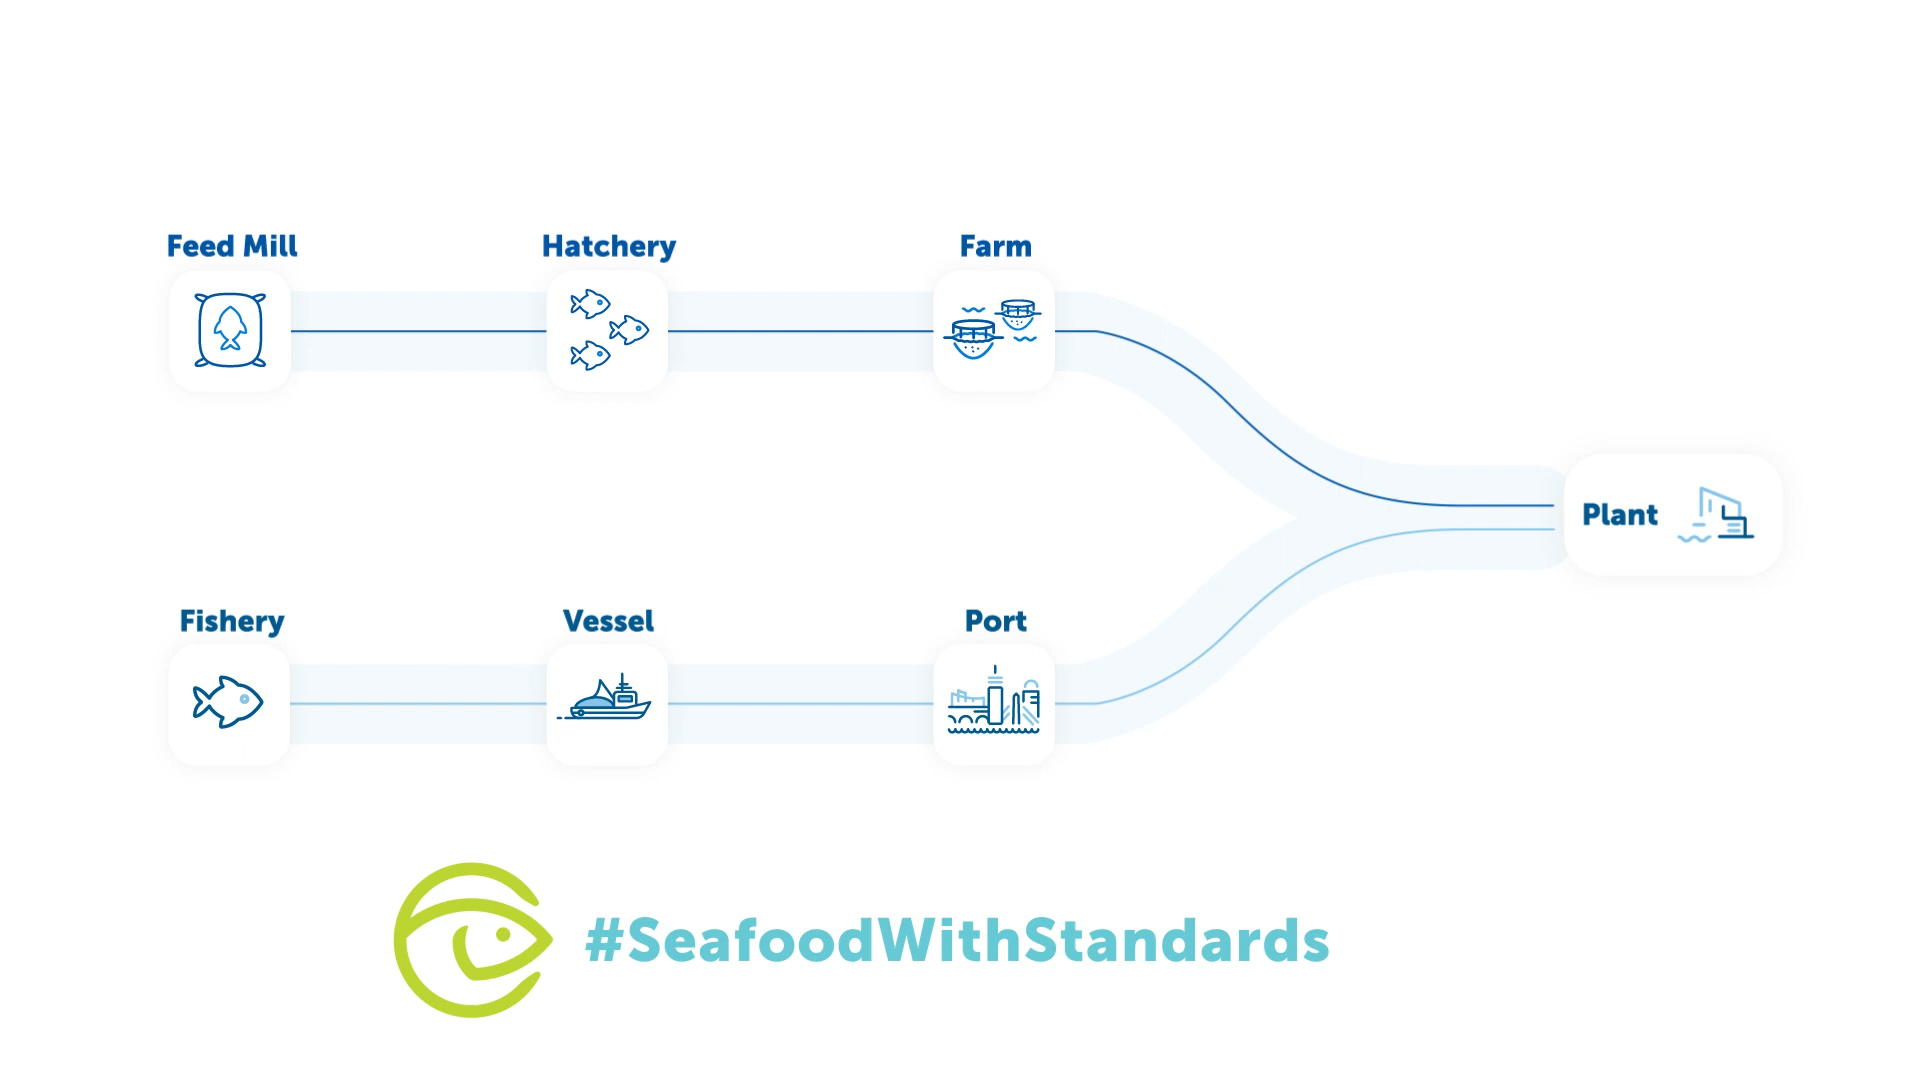 Feed Mill
Hatchery
Farm
Plant
Fishery
Vessel
Port
#SeafoodWithStandards